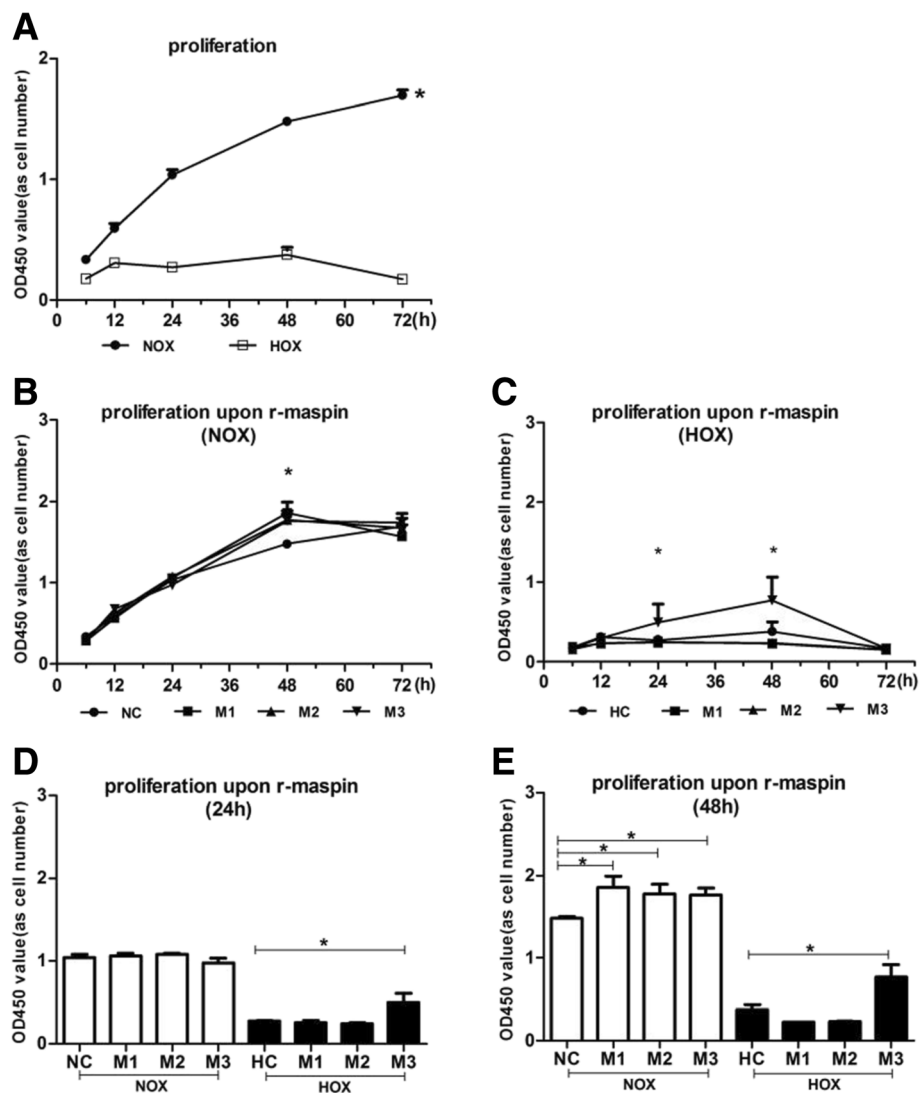 A
proliferation
OD450 value(as cell number)
2
1
0
0 12 24 36 48 60 72(h)
*
NOX HOX
B
proliferation upon r-maspin
(NOX)
OD450 value(as cell number)
3
2
1
0
*
0 12 24 36 48 60 72(h)
NC M1 M2 M3
C
proliferation upon r-maspin
(HOX)
OD450 value(as cell number)
3
2
1
0
* *
0 12 24 36 48 60 72(h)
HC M1 M2 M3
D
proliferation upon r-maspin
(24h)
OD450 value(as cell number)
3
2
1
0
*
NC M1 M2 M3 HC M1 M2 M3
NOX HOX
E
proliferation upon r-maspin
(48h)
OD450 value(as cell number)
3
2
1
0
*
*
*
*
NC M1 M2 M3 HC M1 M2 M3
NOX HOX